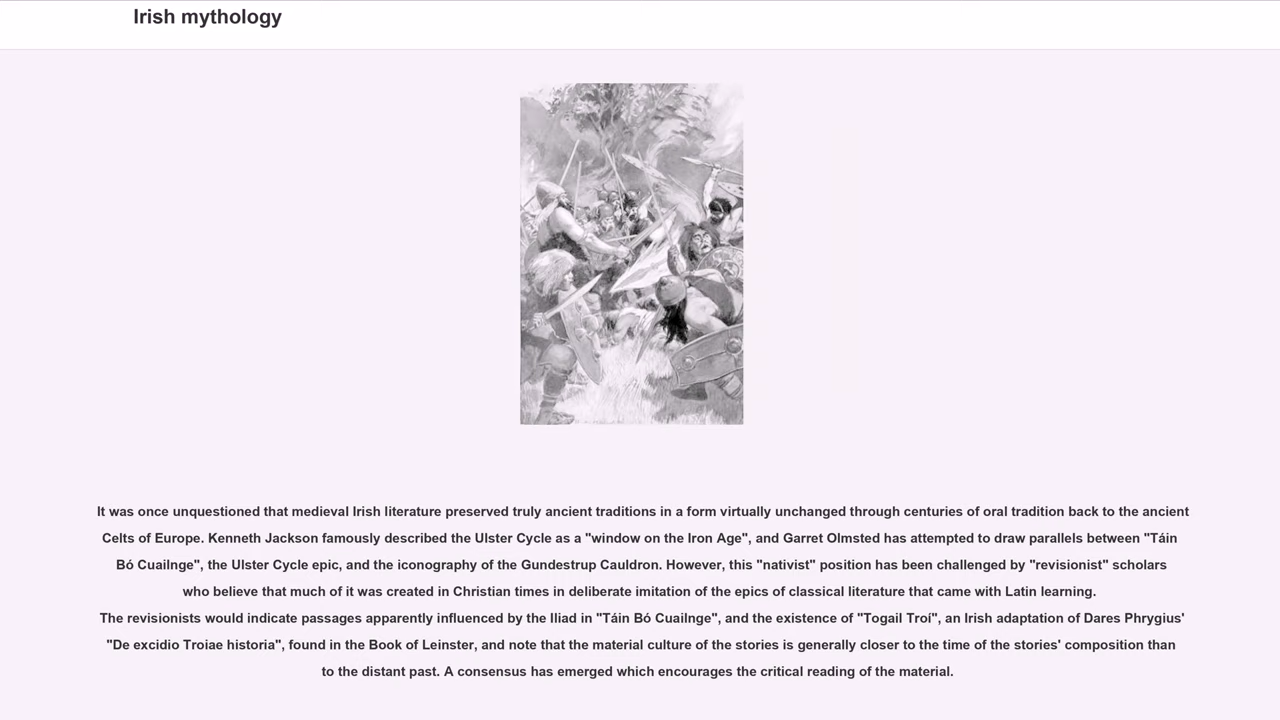 Irish mythology
It was once unquestioned that medieval Irish literature preserved truly ancient traditions in a form virtually unchanged through centuries of oral tradition back to the ancient
Celts of Europe. Kenneth Jackson famously described the Ulster Cycle as a "window on the Iron Age", and Garret Olmsted has attempted to draw parallels between "Táin
Bó Cuailnge", the Ulster Cycle epic, and the iconography of the Gundestrup Cauldron. However, this "nativist" position has been challenged by "revisionist" scholars
who believe that much of it was created in Christian times in deliberate imitation of the epics of classical literature that came with Latin learning.
The revisionists would indicate passages apparently influenced by the Iliad in "Táin Bó Cuailnge", and the existence of "Togail Troí", an Irish adaptation of Dares Phrygius'
"De excidio Troiae historia", found in the Book of Leinster, and note that the material culture of the stories is generally closer to the time of the stories' composition than
to the distant past. A consensus has emerged which encourages the critical reading of the material.